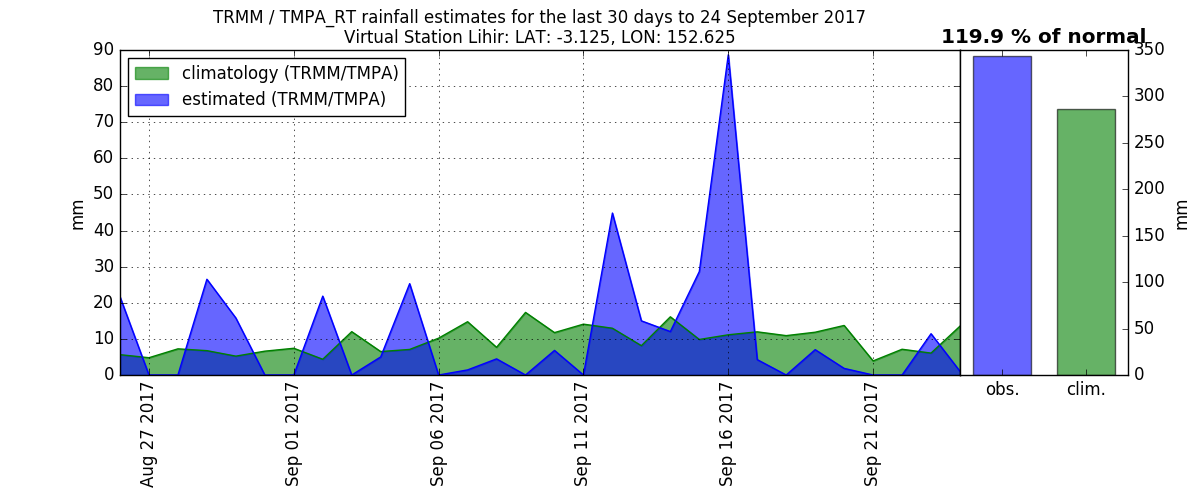 TRMM / TMPA_RT rainfall estimates for the last 30 days to 24 September 2017
Virtual Station Lihir: LAT: -3.125, LON: 152.625
119.9 % of normal
climatology (TRMM/TMPA)
estimated (TRMM/TMPA)
90
80
70
60
50
40
30
20
10
0
mm
Aug 27 2017
Sep 01 2017
Sep 06 2017
Sep 11 2017
Sep 16 2017
Sep 21 2017
350
300
250
200
150
100
50
0
mm
obs.
clim.